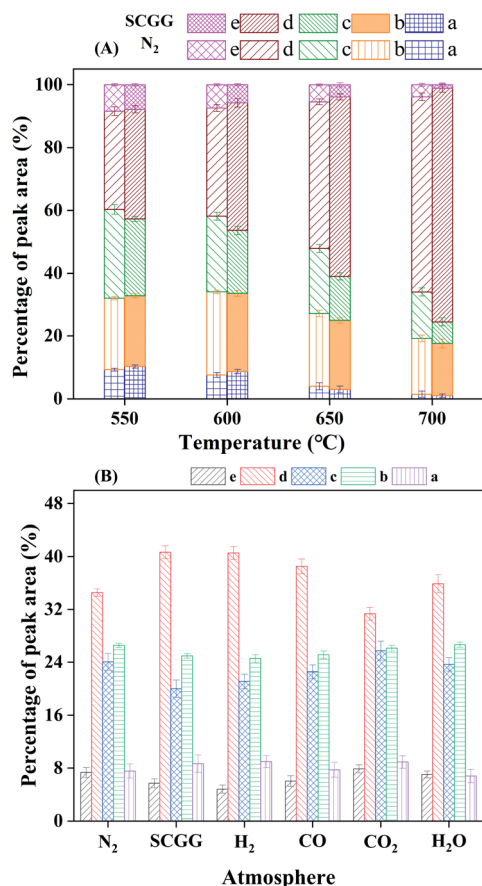 SCGG e d c b a
(A) N₂ e d c b a
100
80
60
40
20
0
Percentage of peak area (%)
550 600 650 700
Temperature (°C)
(B) e d c b a
48
40
32
24
16
8
0
Percentage of peak area (%)
N₂ SCGG H₂ CO CO₂ H₂O
Atmosphere